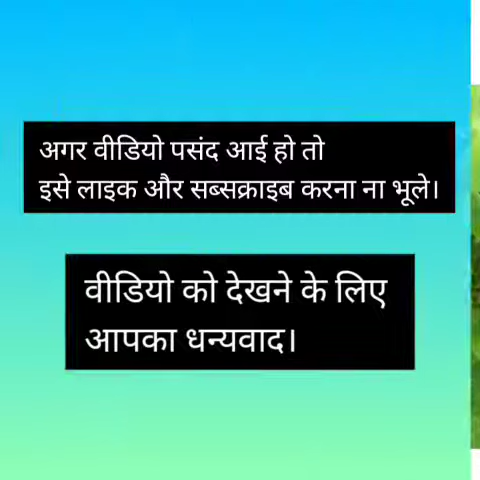 अगर वीडियो पसंद आई हो तो
इसे लाइक और सब्सक्राइब करना ना भूले।
वीडियो को देखने के लिए
आपका धन्यवाद।